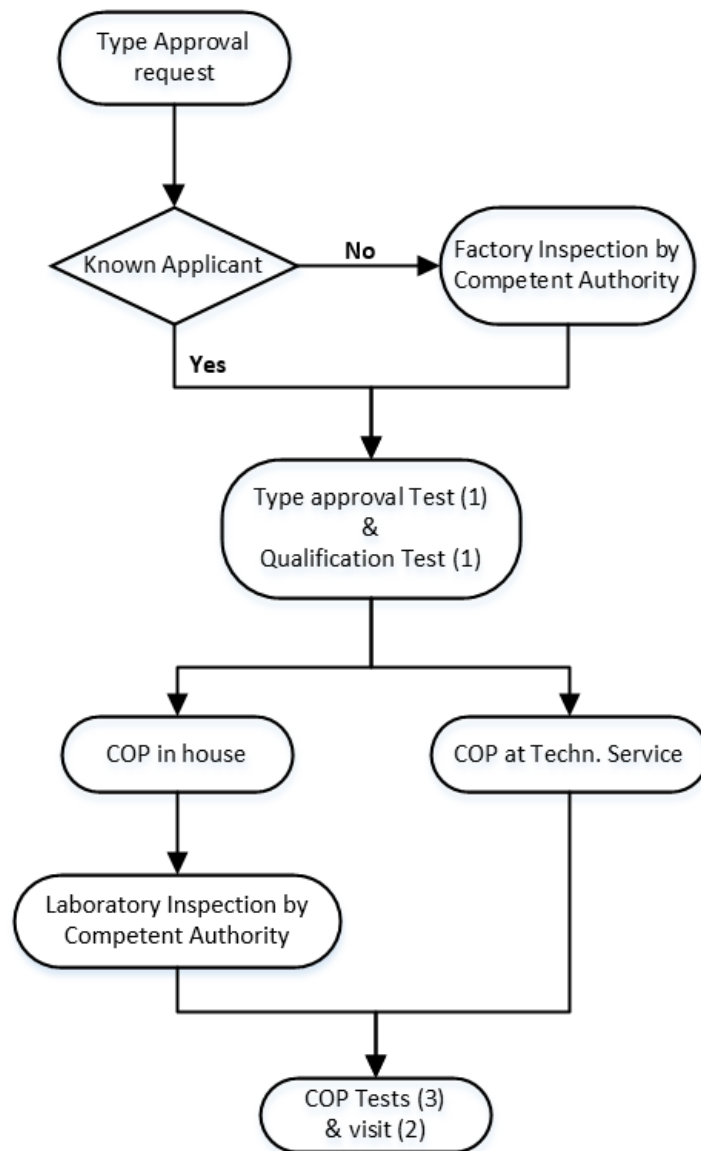 Type Approval
request
Known Applicant
No
Factory Inspection by
Competent Authority
Yes
Type approval Test (1)
&
Qualification Test (1)
COP in house
COP at Techn. Service
Laboratory Inspection by
Competent Authority
COP Tests (3)
& visit (2)